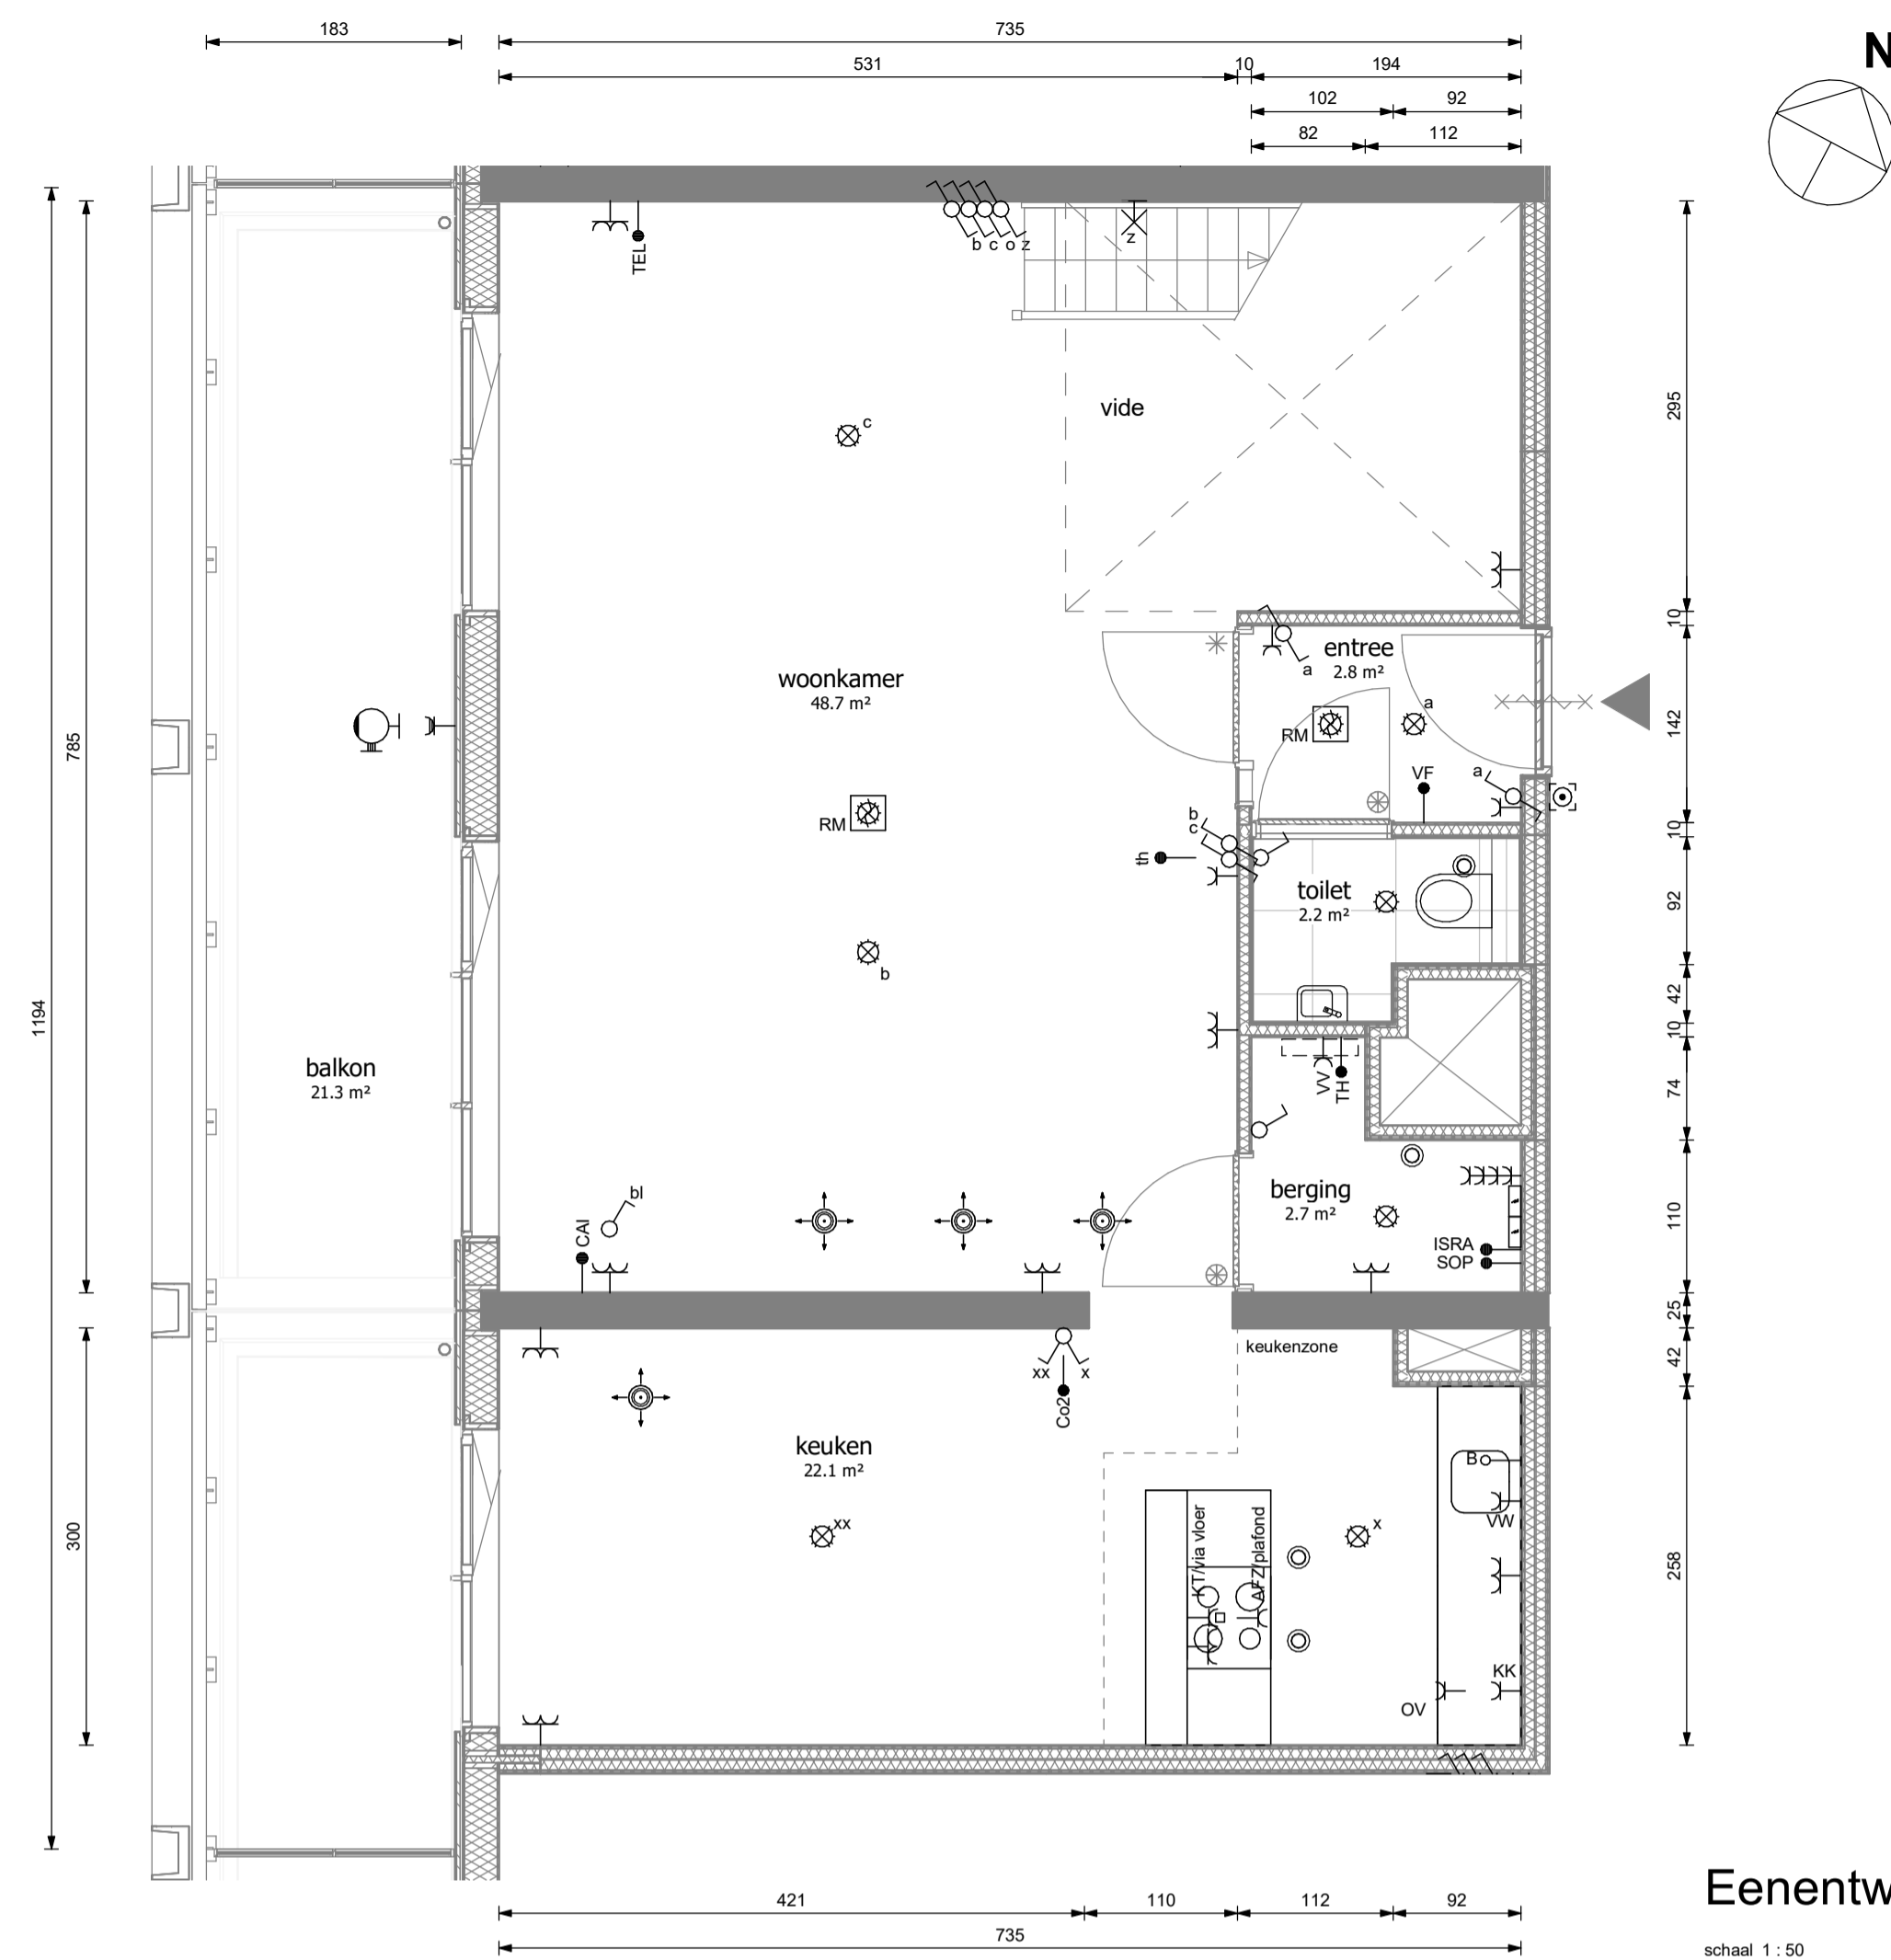 183
735
N
531
10
194
102
92
82
112
b c o z
z
TEL
295
vide
c
10
entree
2.8 m²
a
woonkamer
48.7 m²
a
RM
142
785
VF
a
RM
b
c
10
th
toilet
2.2 m²
92
b
42
1194
10
balkon
21.3 m²
VV
TH
74
berging
2.7 m²
bl
CAI
110
ISRA
SOP
25
keukenzone
42
xx
x
Co2
keuken
22.1 m²
B
VW
xx
KT/via vloer
AFZ/plafond
x
300
258
KK
OV
Eenentw
421
110
112
92
735
schaal 1 : 50